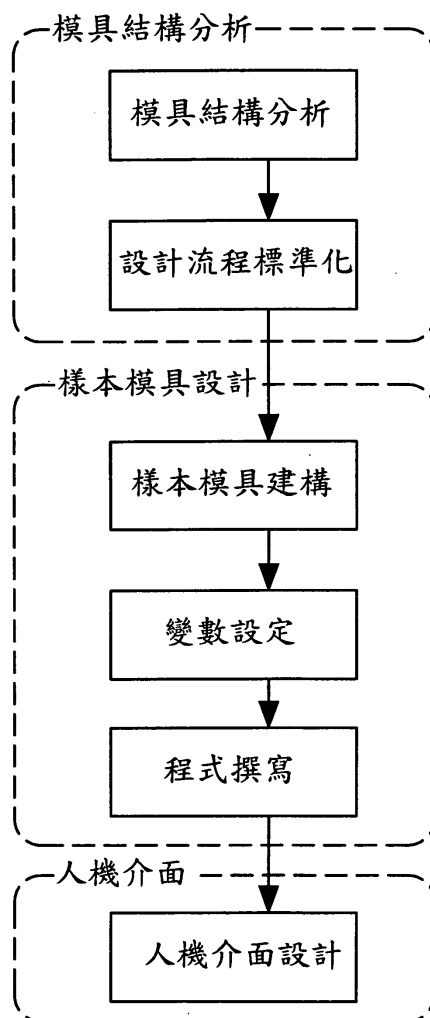 模具結構分析
模具結構分析
設計流程標準化
樣本模具設計
樣本模具建構
變數設定
程式撰寫
人機介面
人機介面設計